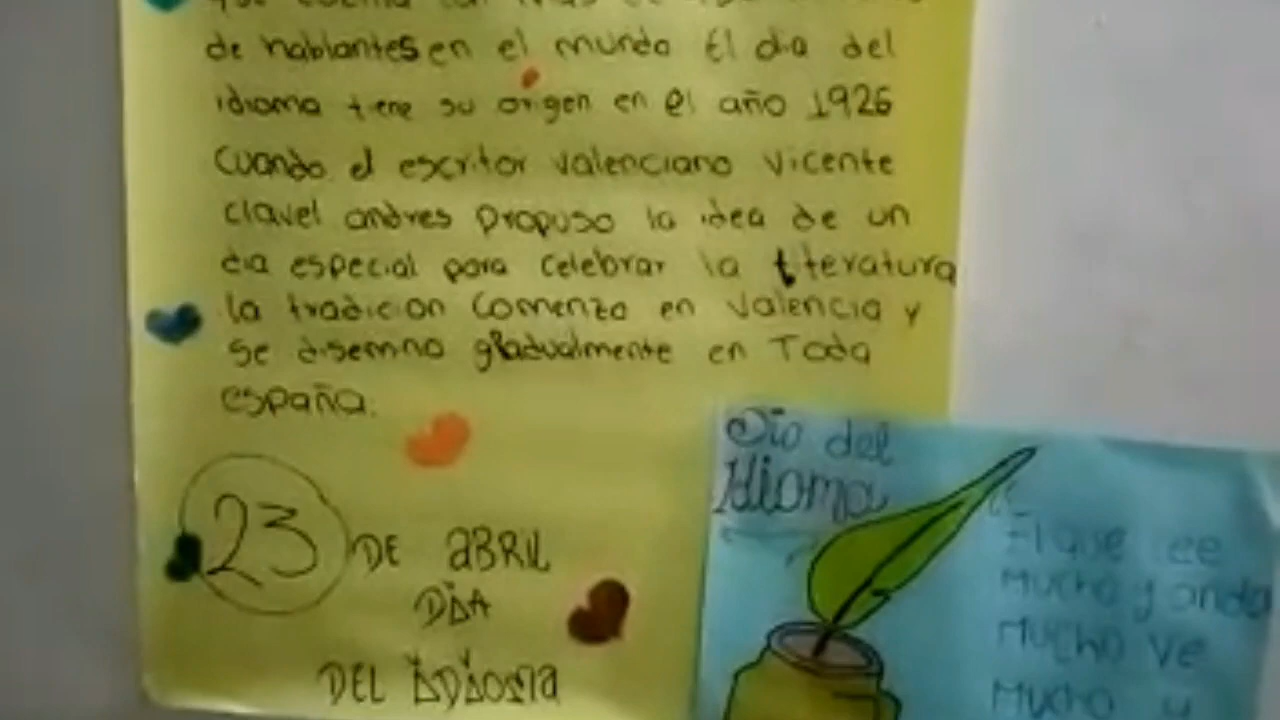 de hablantes en el mundo El dia del
idioma tiene su origen en el año 1926
Cuando el escritor valenciano Vicente
clavel andres propuso la idea de un
dia especial para celebrar la literatura
la tradicion Comenzo en Valencia y
Se disemno gradualmente en Toda
españa.
23 DE aBRIL
DIA
DEL IDIOMa
Dia del
Idioma
El que lee
Mucho y anda
Mucho ve
Mucho y